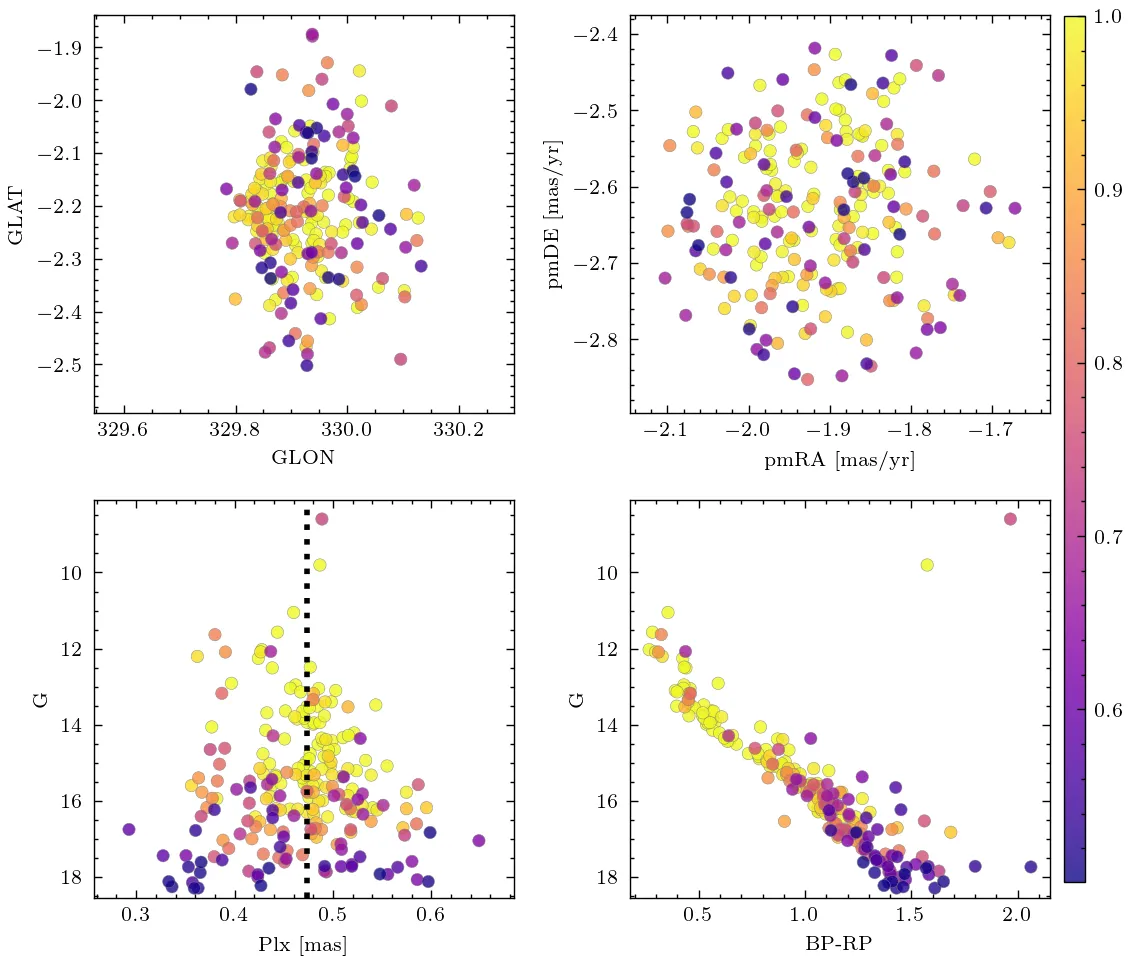 −1.9
−2.0
−2.1
−2.2
−2.3
−2.4
−2.5
GLAT
329.6 329.8 330.0 330.2
GLON
−2.4
−2.5
−2.6
−2.7
−2.8
pmDE [mas/yr]
−2.1 −2.0 −1.9 −1.8 −1.7
pmRA [mas/yr]
10
12
14
16
18
G
0.3 0.4 0.5 0.6
Plx [mas]
10
12
14
16
18
G
0.5 1.0 1.5 2.0
BP-RP
1.0
0.9
0.8
0.7
0.6